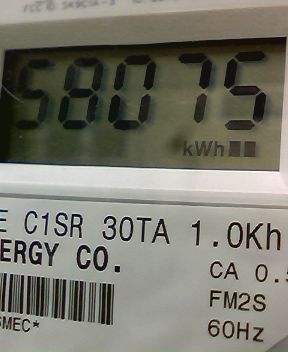 58075
kWh
E C1SR 30TA 1.0Kh
ERGY CO.
CA 0.5
FM2S
60Hz
SMEC*